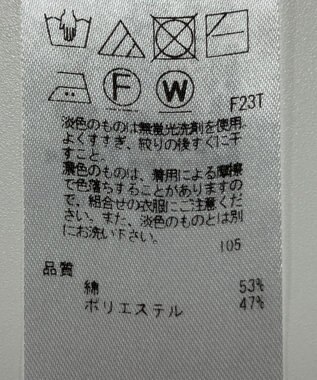 F W
F23T
淡色のものは無蛍光洗剤を使用。
よくすすぎ、絞りの後すぐに干
すこと。
濃色のものは、着用による摩擦
で色落ちすることがありますの
で、組合せの衣服にご注意くだ
さい。また、淡色のものとは別
にお洗い下さい。
105
品質
綿 53%
ポリエステル 47%